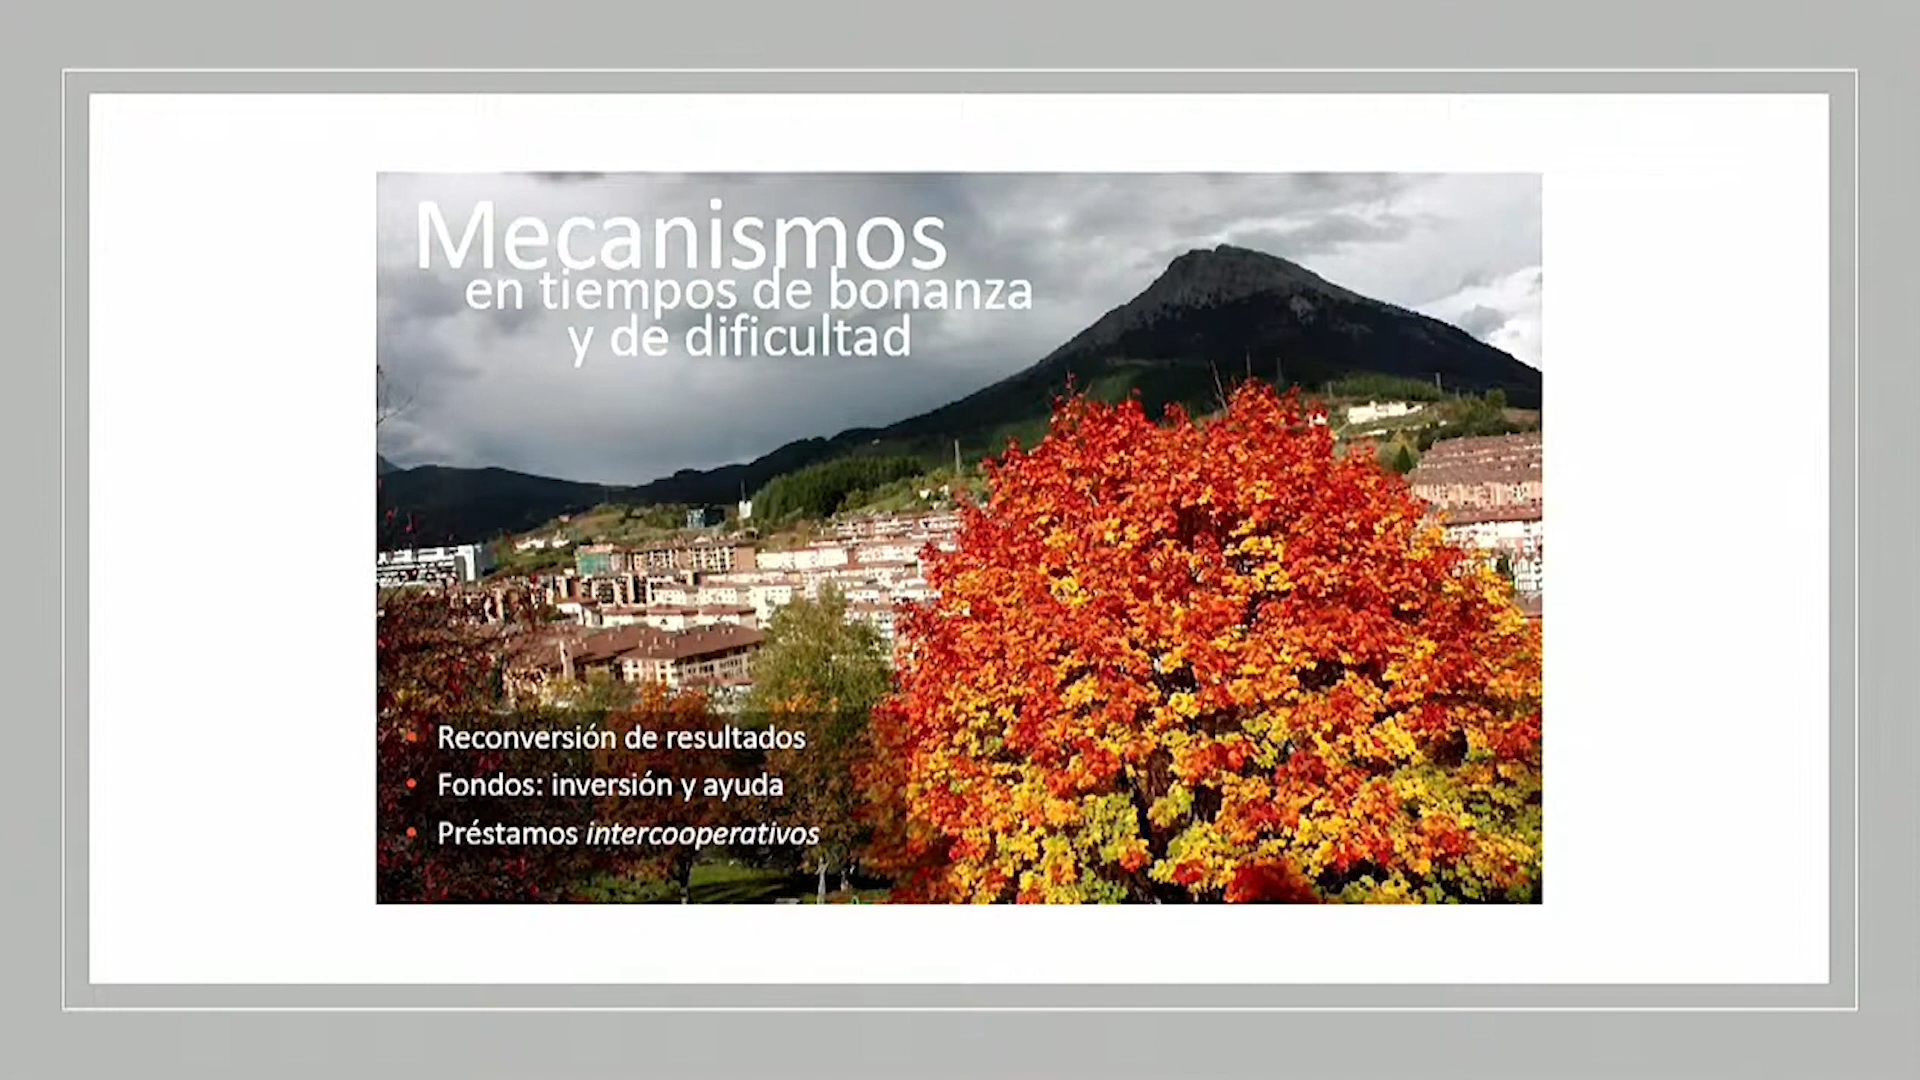 Mecanismos
en tiempos de bonanza
y de dificultad
• Reconversión de resultados
• Fondos: inversión y ayuda
• Préstamos intercooperativos